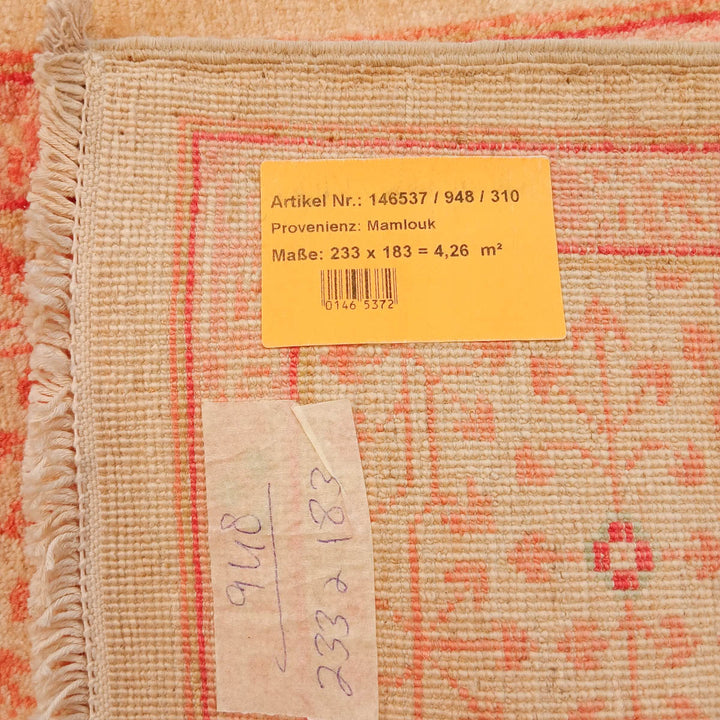 Artikel Nr.: 146537 / 948 / 310
Provenienz: Mamlouk
Maße: 233 x 183 = 4,26 m²
0146 5372
948
233 x 183